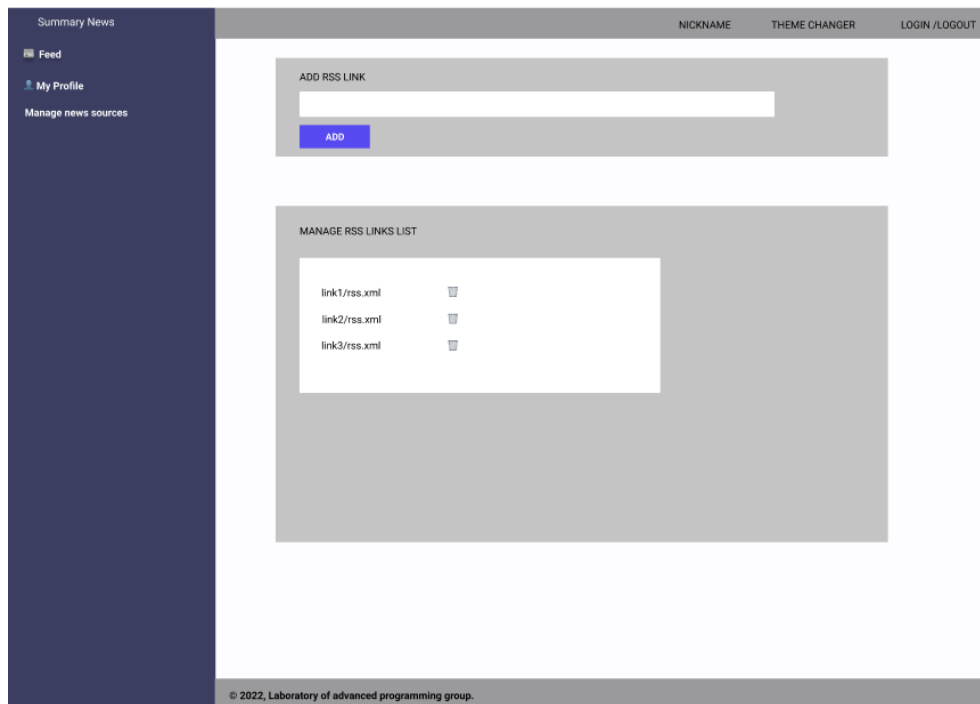 Summary News
NICKNAME THEME CHANGER LOGIN /LOGOUT
Feed
My Profile
Manage news sources
ADD RSS LINK
ADD
MANAGE RSS LINKS LIST
link1/rss.xml
link2/rss.xml
link3/rss.xml
© 2022, Laboratory of advanced programming group.